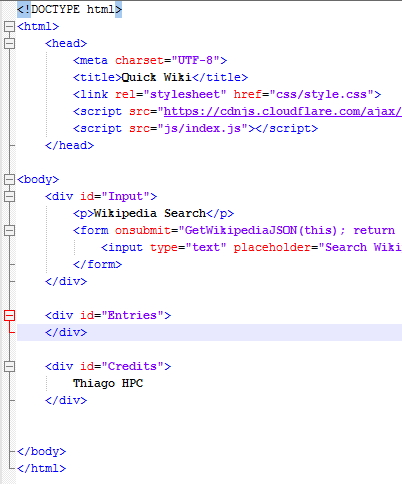 <!DOCTYPE html>
<html>
<head>
<meta charset="UTF-8">
<title>Quick Wiki</title>
<link rel="stylesheet" href="css/style.css">
<script src="https://cdnjs.cloudflare.com/ajax/
<script src="js/index.js"></script>
</head>
<body>
<div id="Input">
<p>Wikipedia Search</p>
<form onsubmit="GetWikipediaJSON(this); return
<input type="text" placeholder="Search Wiki
</form>
</div>
<div id="Entries">
</div>
<div id="Credits">
Thiago HPC
</div>
</body>
</html>